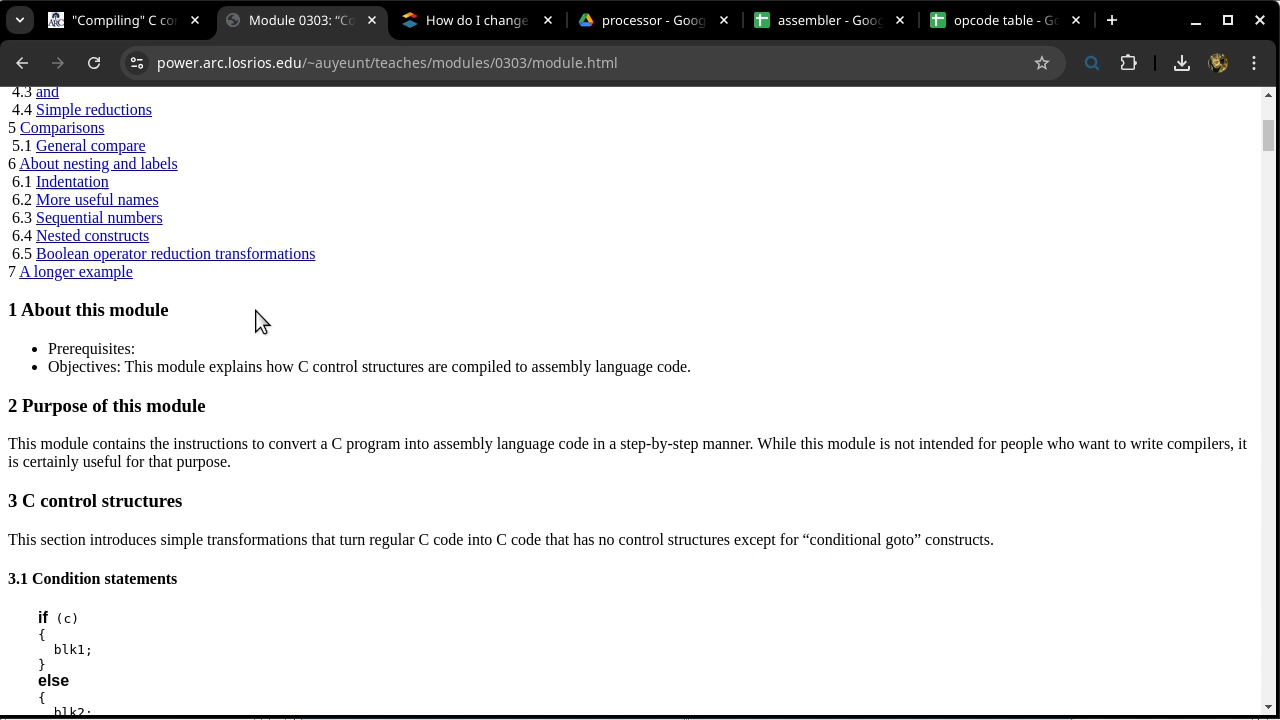 "Compiling" C co
Module 0303: “Co
How do I change
processor - Goog
assembler - Goog
opcode table - Go
power.arc.losrios.edu/~auyeunt/teaches/modules/0303/module.html
4.3 and
4.4 Simple reductions
5 Comparisons
5.1 General compare
6 About nesting and labels
6.1 Indentation
6.2 More useful names
6.3 Sequential numbers
6.4 Nested constructs
6.5 Boolean operator reduction transformations
7 A longer example
1 About this module
• Prerequisites:
• Objectives: This module explains how C control structures are compiled to assembly language code.
2 Purpose of this module
This module contains the instructions to convert a C program into assembly language code in a step-by-step manner. While this module is not intended for people who want to write compilers, it
is certainly useful for that purpose.
3 C control structures
This section introduces simple transformations that turn regular C code into C code that has no control structures except for “conditional goto” constructs.
3.1 Condition statements
if (c)
{
blk1;
}
else
{
blk2;